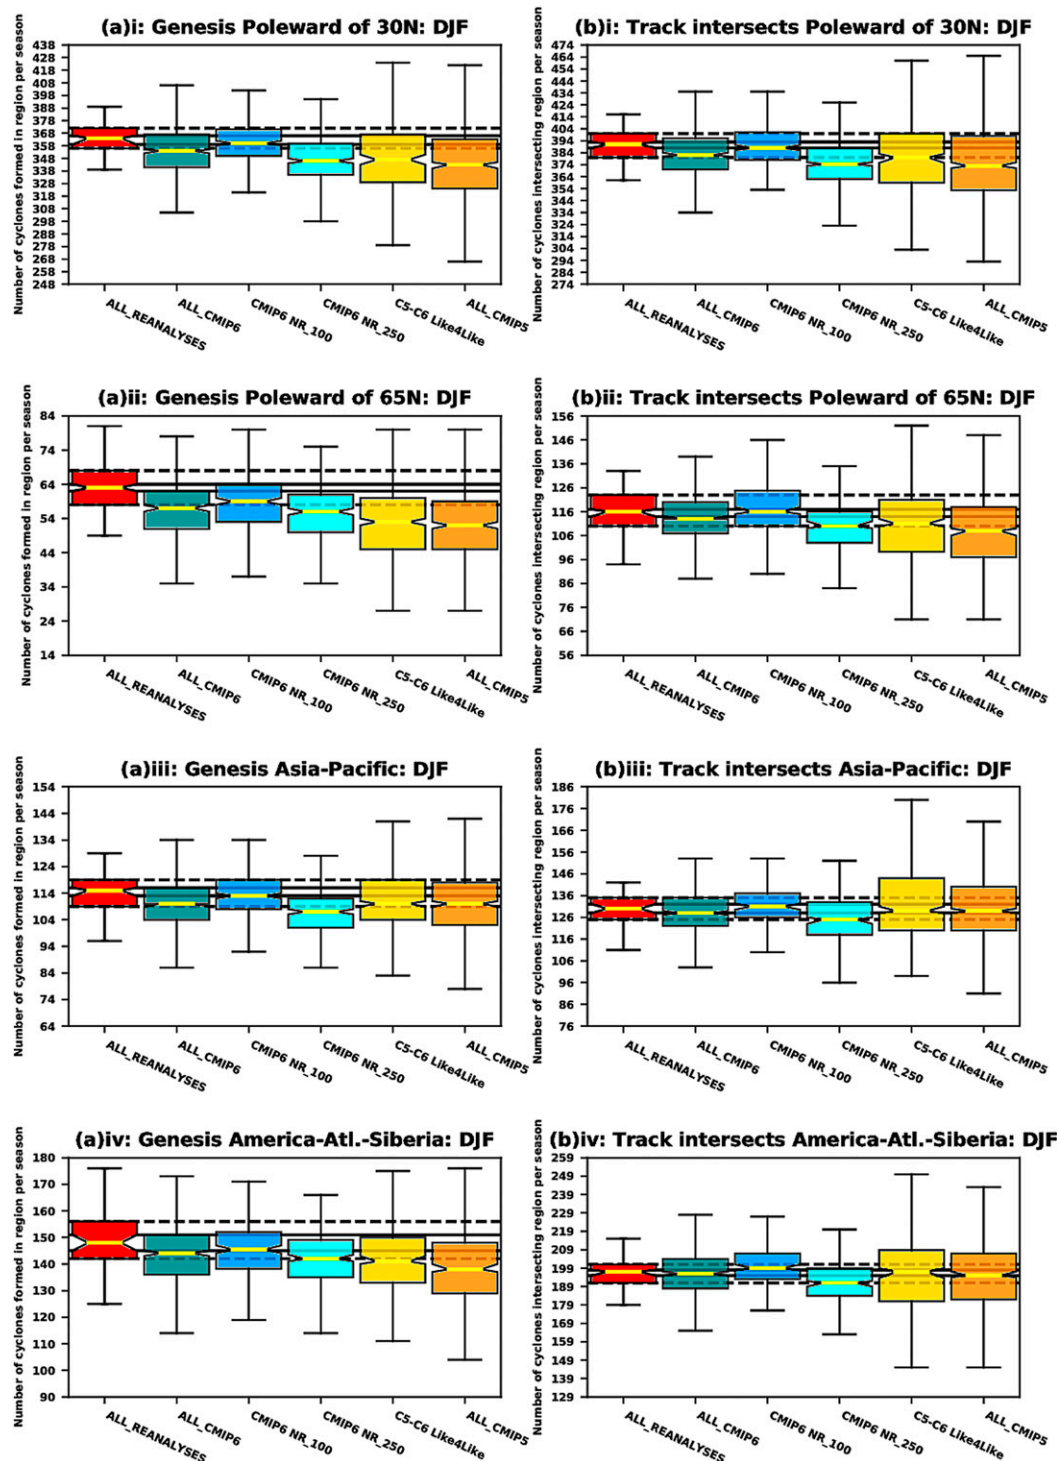 (a)i: Genesis Poleward of 30N: DJF
Number of cyclones formed in region per season
438
428
418
408
398
388
378
368
358
348
338
328
318
308
298
288
278
268
258
248
ALL_REANALYSES
ALL_CMIP6
CMIP6 NR_100
CMIP6 NR_250
C5-C6 Like4Like
ALL_CMIP5
(b)i: Track intersects Poleward of 30N: DJF
Number of cyclones intersecting region per season
474
464
454
444
434
424
414
404
394
384
374
364
354
344
334
324
314
304
294
284
274
ALL_REANALYSES
ALL_CMIP6
CMIP6 NR_100
CMIP6 NR_250
C5-C6 Like4Like
ALL_CMIP5
(a)ii: Genesis Poleward of 65N: DJF
Number of cyclones formed in region per season
84
74
64
54
44
34
24
14
ALL_REANALYSES
ALL_CMIP6
CMIP6 NR_100
CMIP6 NR_250
C5-C6 Like4Like
ALL_CMIP5
(b)ii: Track intersects Poleward of 65N: DJF
Number of cyclones intersecting region per season
156
146
136
126
116
106
96
86
76
66
56
ALL_REANALYSES
ALL_CMIP6
CMIP6 NR_100
CMIP6 NR_250
C5-C6 Like4Like
ALL_CMIP5
(a)iii: Genesis Asia-Pacific: DJF
Number of cyclones formed in region per season
154
144
134
124
114
104
94
84
74
64
ALL_REANALYSES
ALL_CMIP6
CMIP6 NR_100
CMIP6 NR_250
C5-C6 Like4Like
ALL_CMIP5
(b)iii: Track intersects Asia-Pacific: DJF
Number of cyclones intersecting region per season
186
176
166
156
146
136
126
116
106
96
86
76
ALL_REANALYSES
ALL_CMIP6
CMIP6 NR_100
CMIP6 NR_250
C5-C6 Like4Like
ALL_CMIP5
(a)iv: Genesis America-Atl.-Siberia: DJF
Number of cyclones formed in region per season
180
170
160
150
140
130
120
110
100
90
ALL_REANALYSES
ALL_CMIP6
CMIP6 NR_100
CMIP6 NR_250
C5-C6 Like4Like
ALL_CMIP5
(b)iv: Track intersects America-Atl.-Siberia: DJF
Number of cyclones intersecting region per season
259
249
239
229
219
209
199
189
179
169
159
149
139
129
ALL_REANALYSES
ALL_CMIP6
CMIP6 NR_100
CMIP6 NR_250
C5-C6 Like4Like
ALL_CMIP5